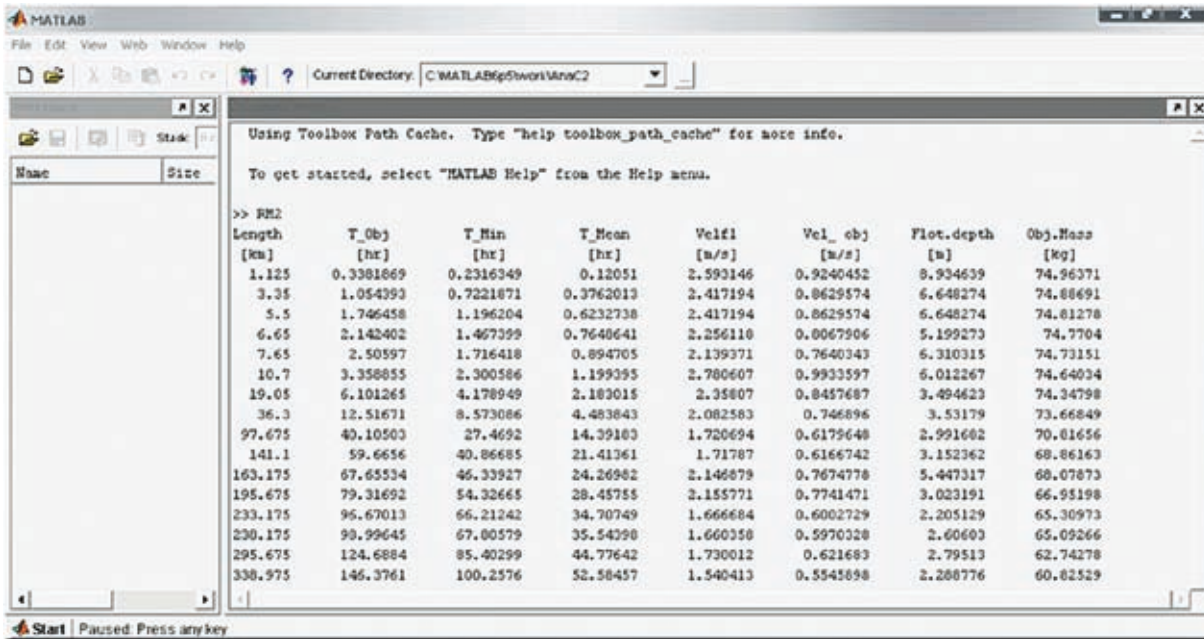 MATLAB
File Edit View Web Window Help
? Current Directory: C:\MATLAB6p5\work\AnaC2 ...
Stack:
Name Size
Using Toolbox Path Cache. Type "help toolbox_path_cache" for more info.
To get started, select "MATLAB Help" from the Help menu.
>> RM2
Length T_Obj T_Min T_Mean Velfl Vel_ obj Flot.depth Obj.Mass
[km] [hr] [hr] [hr] [m/s] [m/s] [m] [kg]
1.125 0.3381869 0.2316349 0.12051 2.593146 0.9240452 8.934639 74.96371
3.35 1.054393 0.7221871 0.3762013 2.417194 0.8629574 6.648274 74.88691
5.5 1.746458 1.196204 0.6232738 2.417194 0.8629574 6.648274 74.81278
6.65 2.142402 1.467399 0.7648641 2.256118 0.8067906 5.199273 74.7704
7.65 2.50597 1.716418 0.894705 2.139371 0.7640343 6.310315 74.73151
10.7 3.358855 2.300586 1.199395 2.780607 0.9933597 6.012267 74.64034
19.05 6.101265 4.178949 2.183015 2.35807 0.8457687 3.494623 74.34798
36.3 12.51671 8.573086 4.483843 2.082583 0.746896 3.53179 73.66849
97.675 40.10503 27.4692 14.39183 1.720694 0.6179648 2.991682 70.81656
141.1 59.6656 40.86685 21.41361 1.71787 0.6166742 3.152362 68.86163
163.175 67.65534 46.33927 24.26982 2.146879 0.7674778 5.447317 68.07873
195.675 79.31692 54.32665 28.45755 2.155771 0.7741471 3.023191 66.95198
233.175 96.67013 66.21242 34.70749 1.666684 0.6002729 2.205129 65.30973
238.175 98.99645 67.80579 35.54398 1.660358 0.5970328 2.60603 65.09266
295.675 124.6884 85.40299 44.77642 1.730012 0.621683 2.79513 62.74278
338.975 146.3761 100.2576 52.58457 1.540413 0.5545898 2.288776 60.82529
Start Paused: Press any key